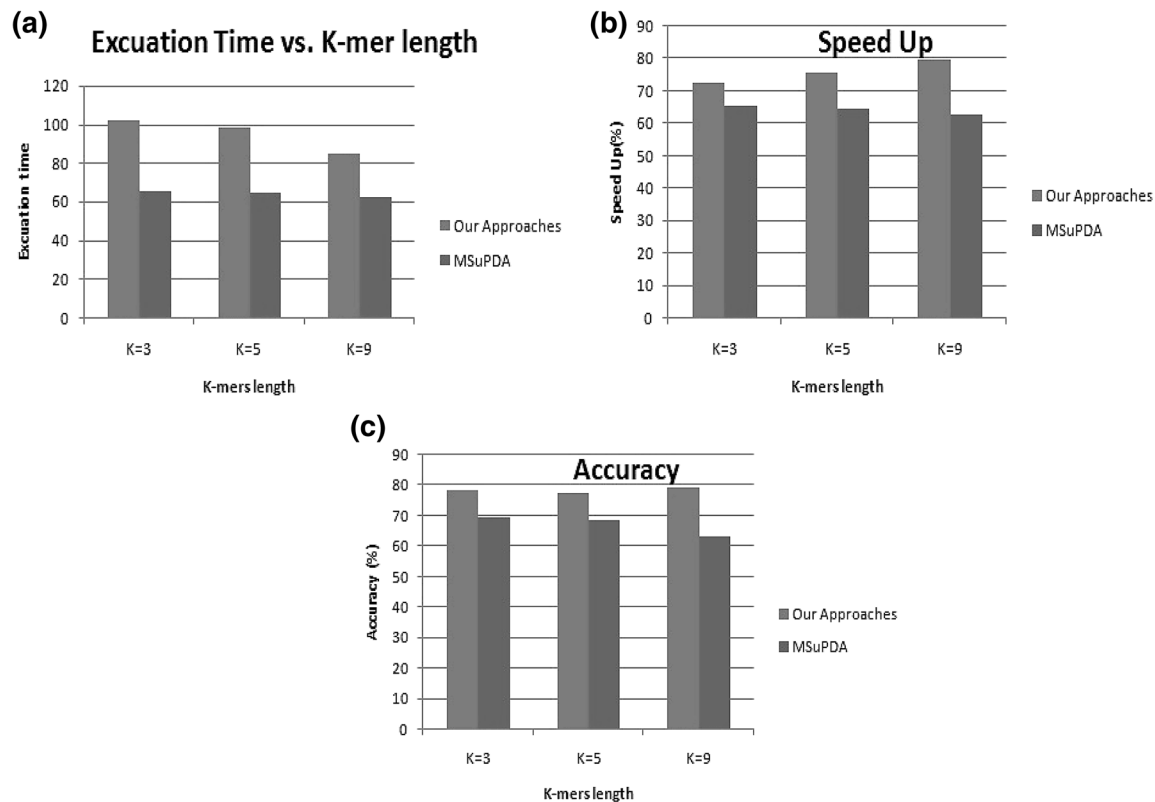 (a)
Excuation Time vs. K-mer length
Excuation time
120
100
80
60
40
20
0
K=3 K=5 K=9
K-mers length
Our Approaches
MSuPDA
(b)
Speed Up
Speed Up(%)
90
80
70
60
50
40
30
20
10
0
K=3 K=5 K=9
K-mers length
Our Approaches
MSuPDA
(c)
Accuracy
Accuracy (%)
90
80
70
60
50
40
30
20
10
0
K=3 K=5 K=9
K-mers length
Our Approaches
MSuPDA